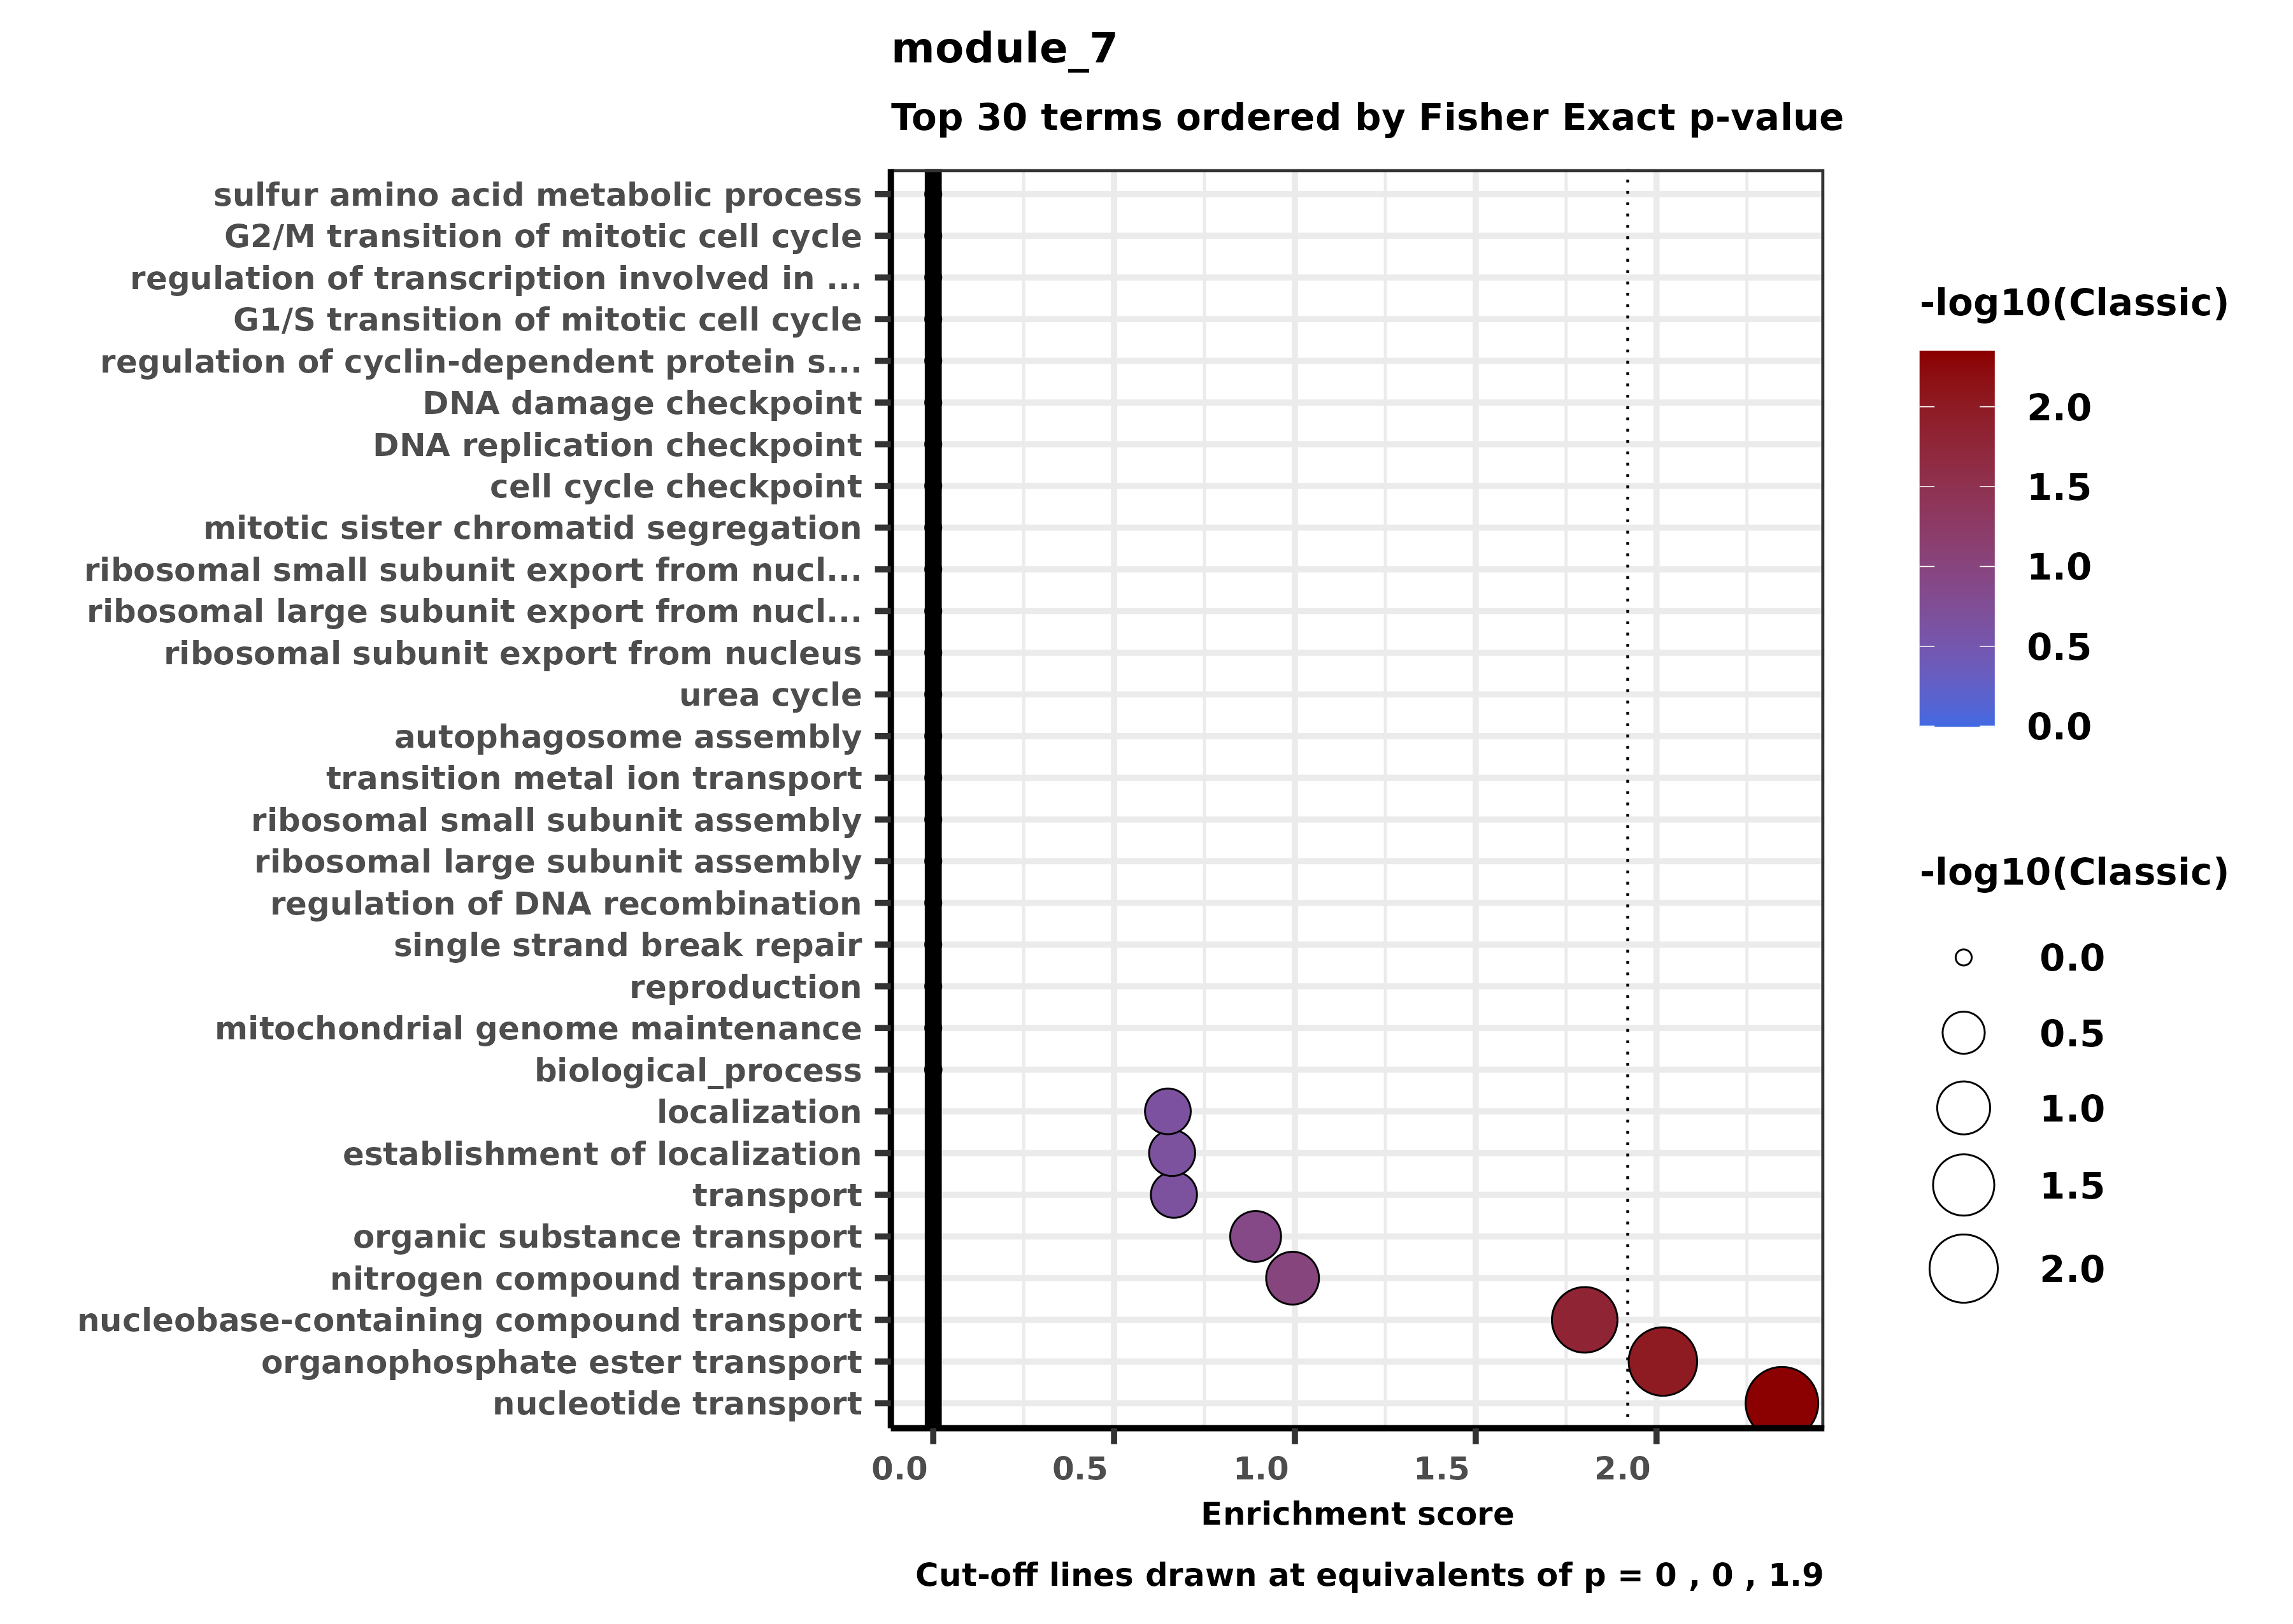 module_7
Top 30 terms ordered by Fisher Exact p-value
sulfur amino acid metabolic process
G2/M transition of mitotic cell cycle
regulation of transcription involved in ...
G1/S transition of mitotic cell cycle
regulation of cyclin-dependent protein s...
DNA damage checkpoint
DNA replication checkpoint
cell cycle checkpoint
mitotic sister chromatid segregation
ribosomal small subunit export from nucl...
ribosomal large subunit export from nucl...
ribosomal subunit export from nucleus
urea cycle
autophagosome assembly
transition metal ion transport
ribosomal small subunit assembly
ribosomal large subunit assembly
regulation of DNA recombination
single strand break repair
reproduction
mitochondrial genome maintenance
biological_process
localization
establishment of localization
transport
organic substance transport
nitrogen compound transport
nucleobase-containing compound transport
organophosphate ester transport
nucleotide transport
0.0 0.5 1.0 1.5 2.0
Enrichment score
Cut-off lines drawn at equivalents of p = 0 , 0 , 1.9
-log10(Classic)
2.0
1.5
1.0
0.5
0.0
-log10(Classic)
0.0
0.5
1.0
1.5
2.0